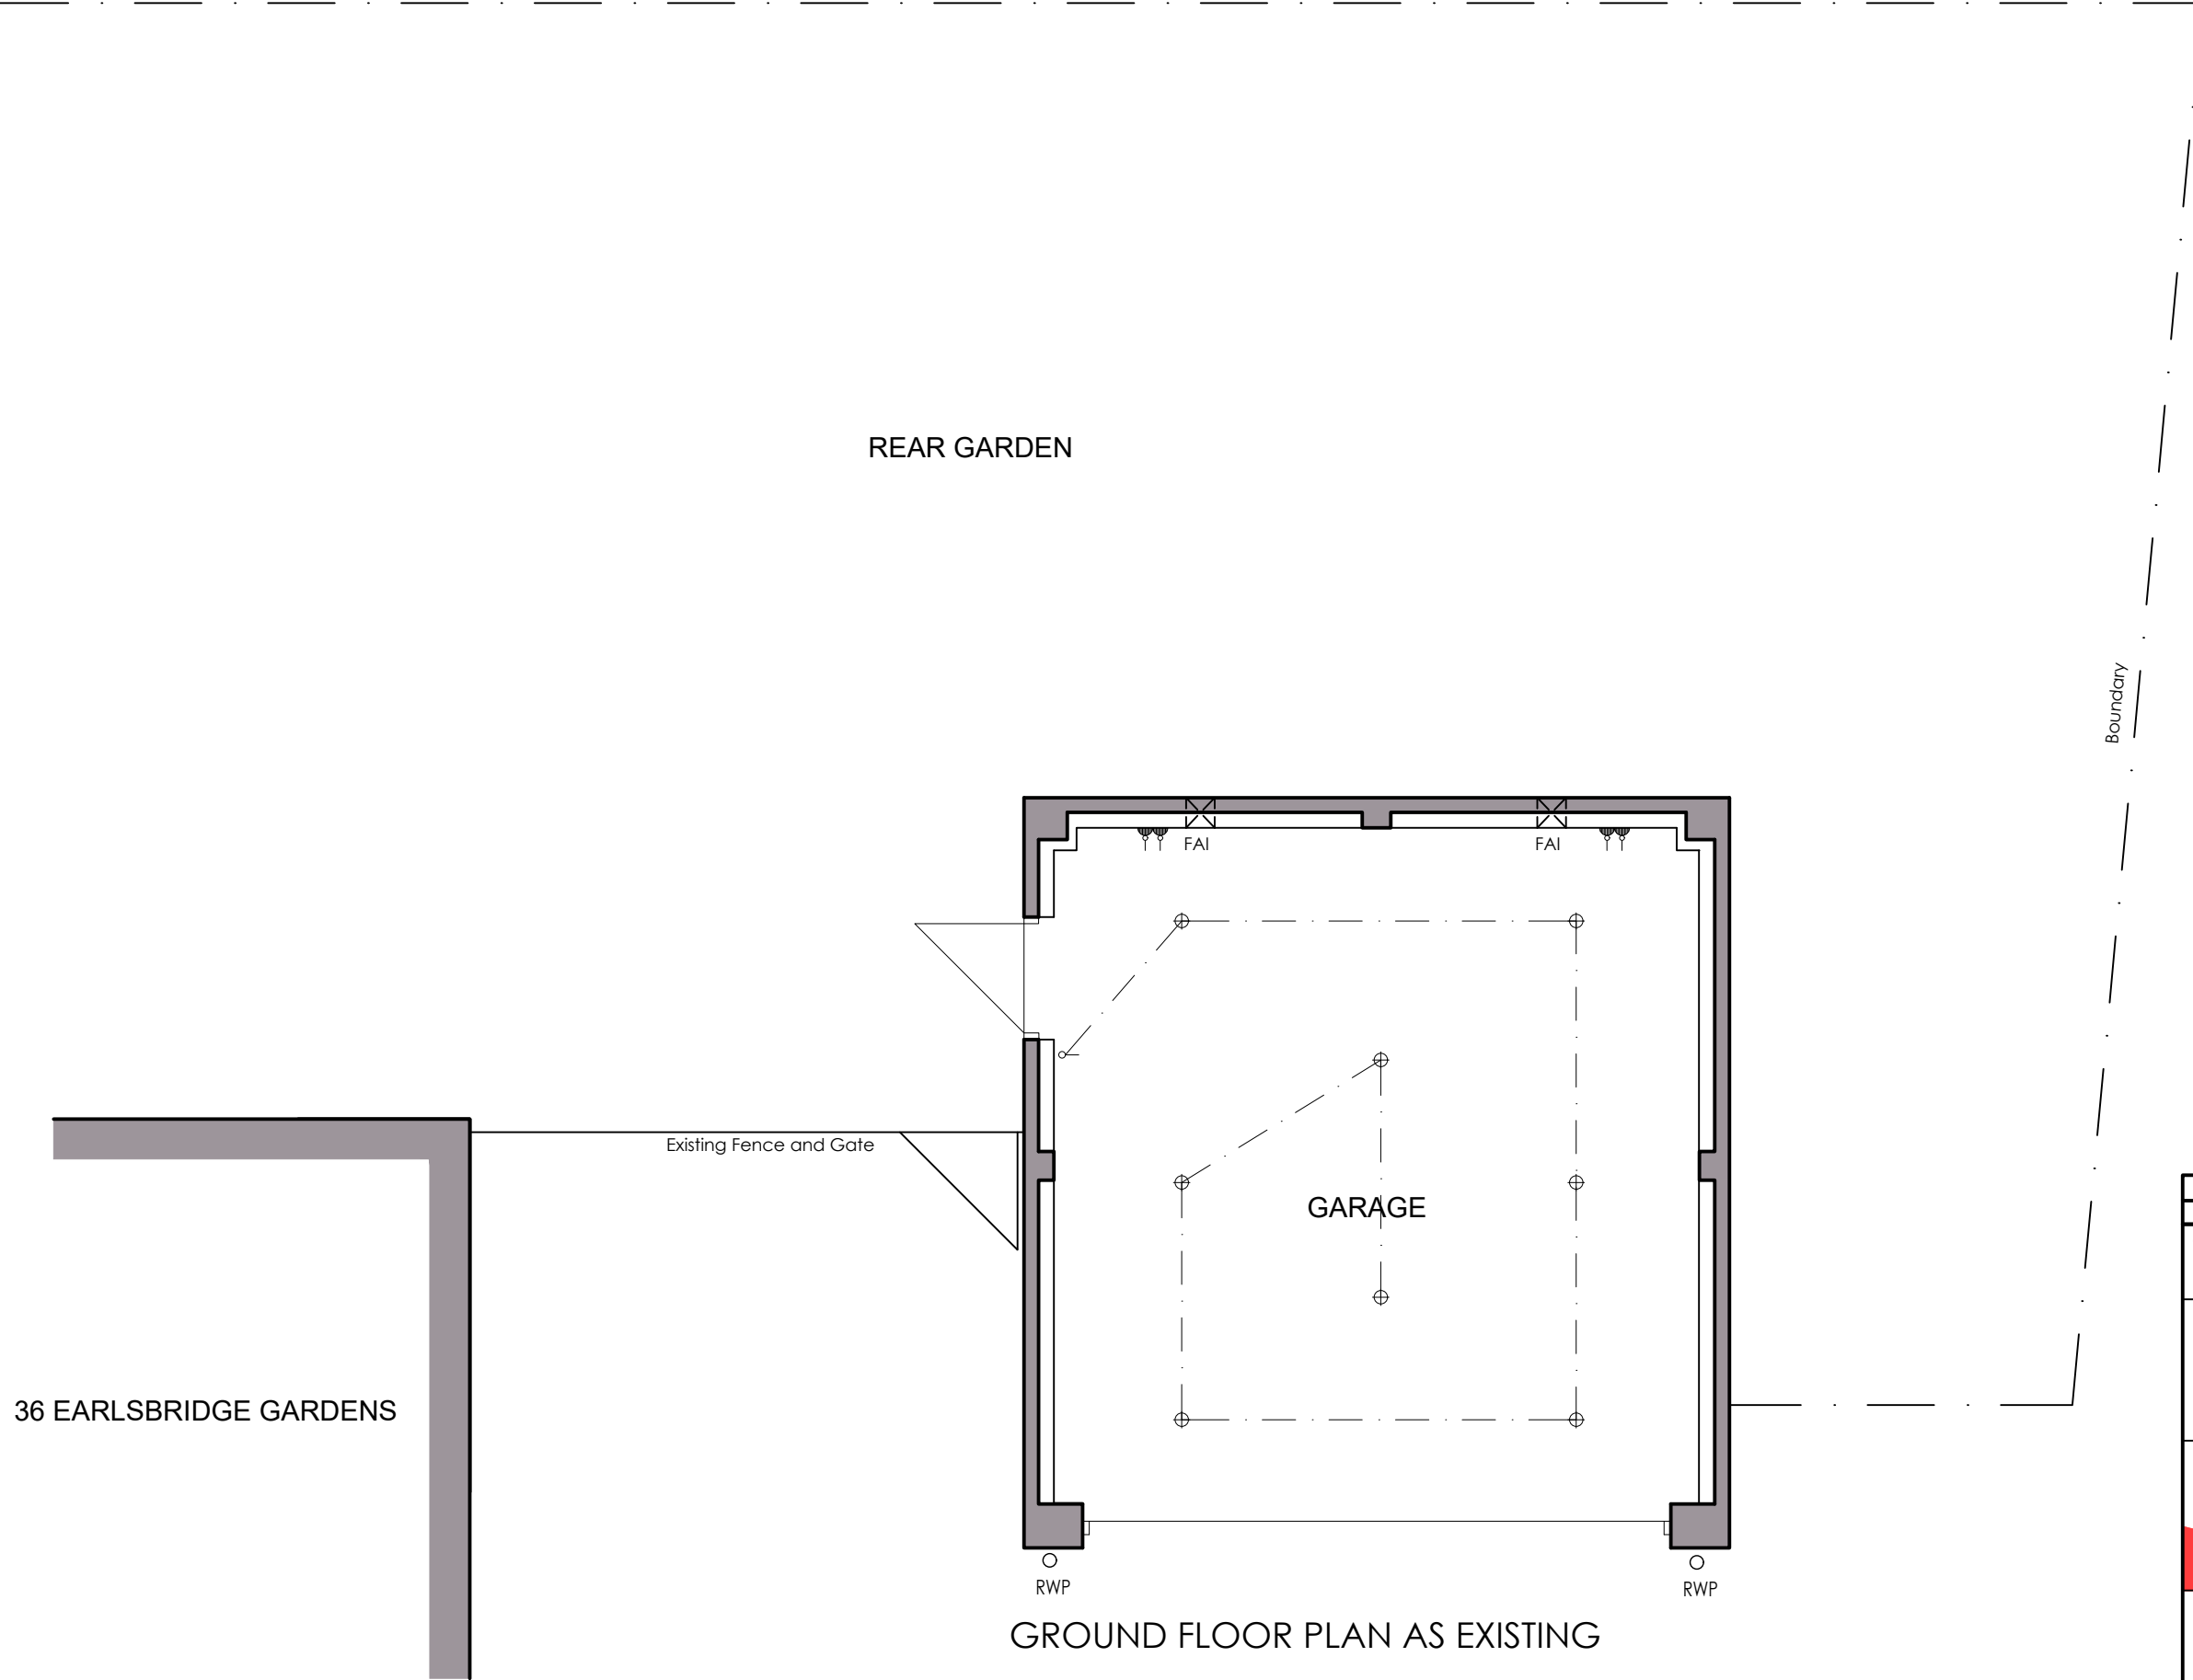 REAR GARDEN
Boundary
FAI
FAI
Existing Fence and Gate
GARAGE
36 EARLSBRIDGE GARDENS
RWP
RWP
GROUND FLOOR PLAN AS EXISTING